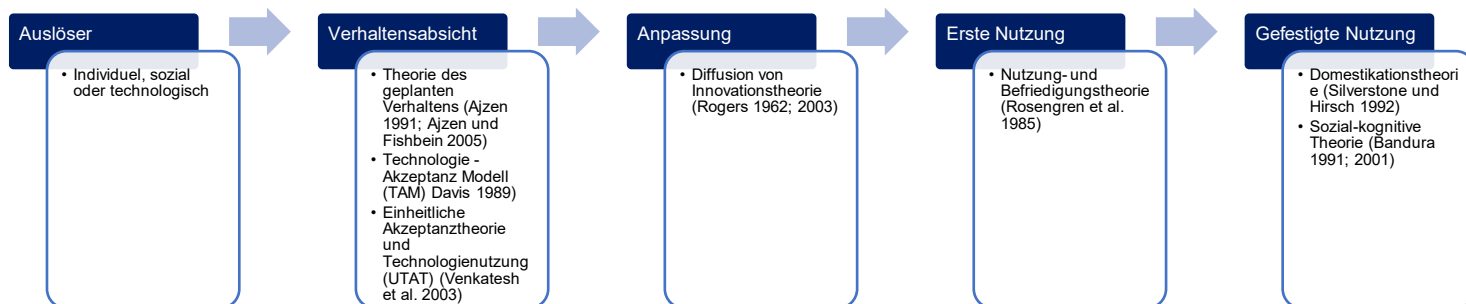 Auslöser
• Individuel, sozial
oder technologisch
Verhaltensabsicht
• Theorie des
geplanten
Verhaltens (Ajzen
1991; Ajzen und
Fishbein 2005)
• Technologie -
Akzeptanz Modell
(TAM) Davis 1989)
• Einheitliche
Akzeptanztheorie
und
Technologienutzung
(UTAT) (Venkatesh
et al. 2003)
Anpassung
• Diffusion von
Innovationstheorie
(Rogers 1962; 2003)
Erste Nutzung
• Nutzung- und
Befriedigungstheorie
(Rosengren et al.
1985)
Gefestigte Nutzung
• Domestikationstheori
e (Silverstone und
Hirsch 1992)
• Sozial-kognitive
Theorie (Bandura
1991; 2001)